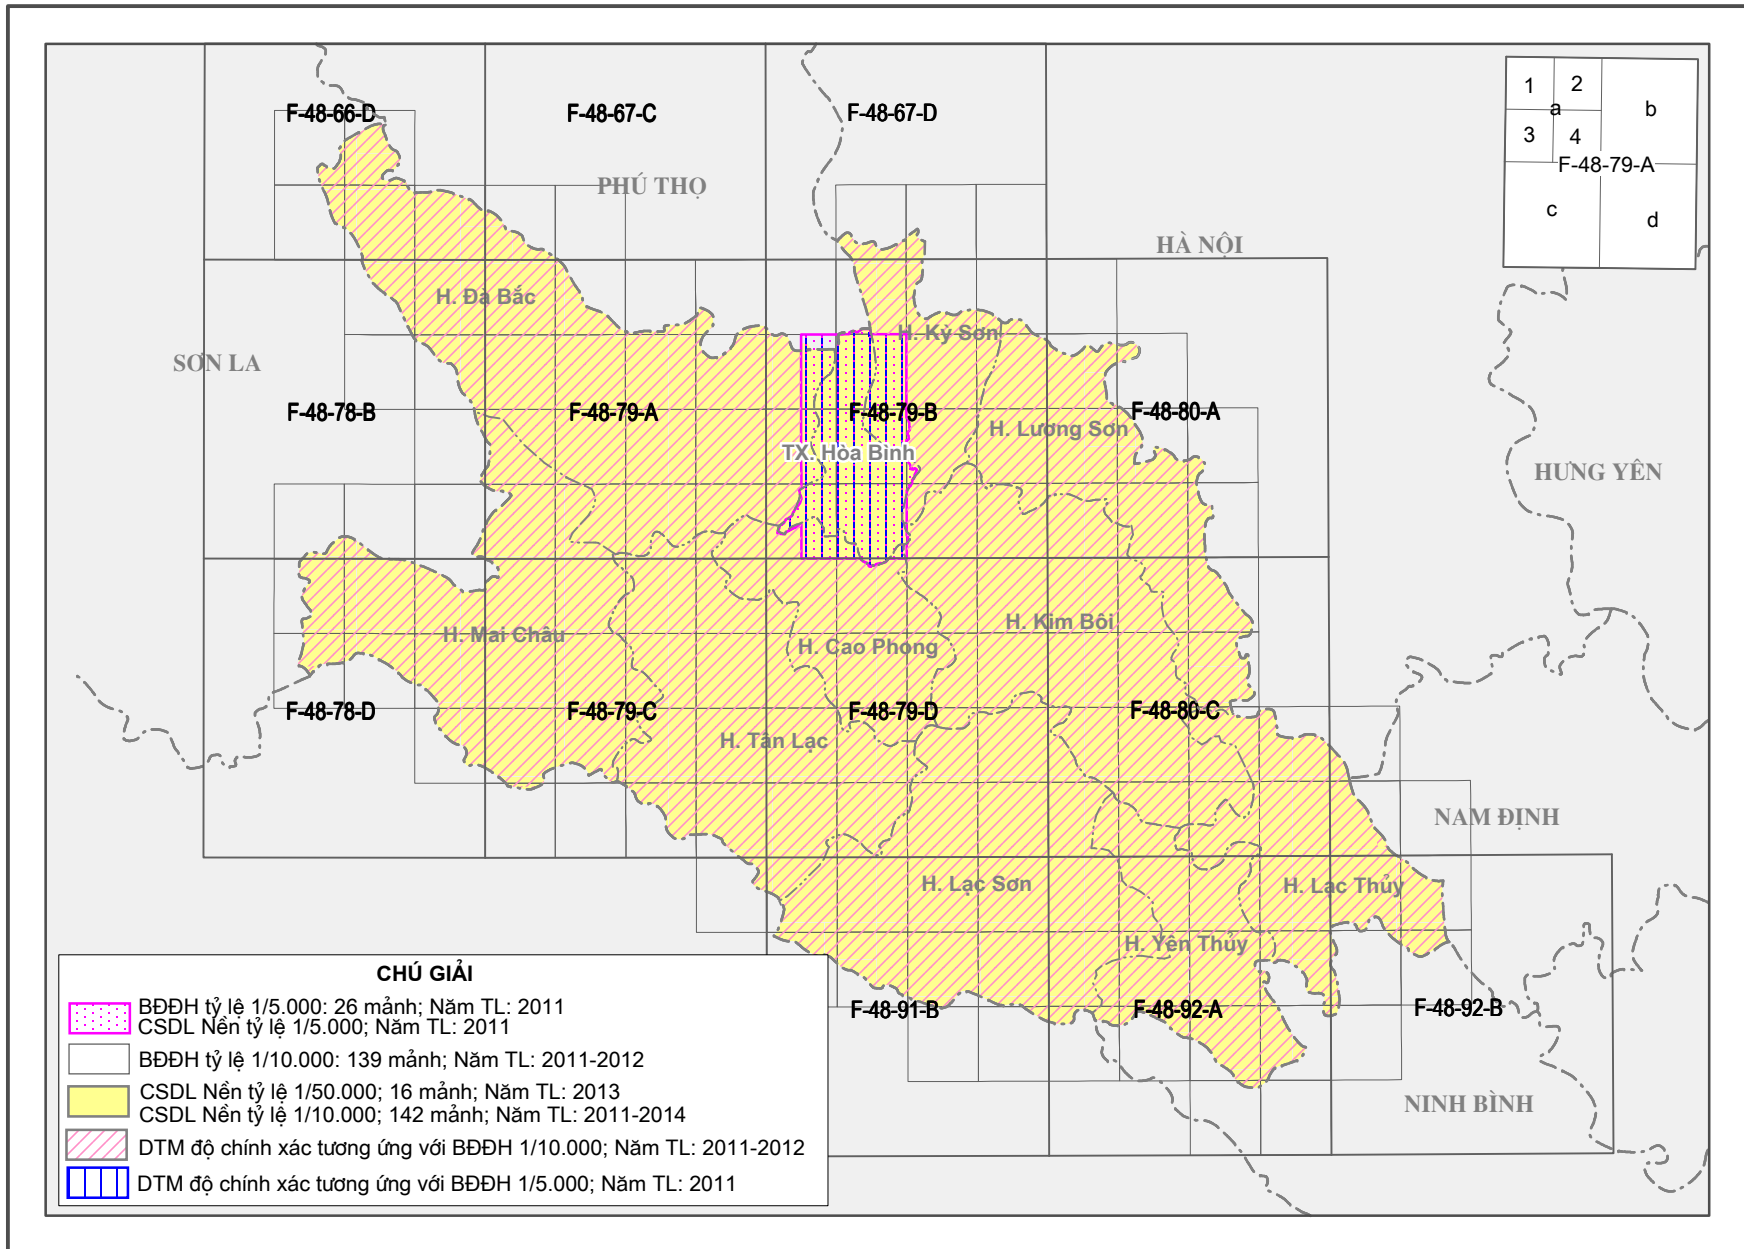 F-48-66-D
F-48-67-C
F-48-67-D
1
2
a
b
3
4
F-48-79-A
c
d
PHÚ THỌ
HÀ NỘI
H. Đà Bắc
H. Kỳ Sơn
SƠN LA
F-48-78-B
F-48-79-A
F-48-79-B
F-48-80-A
H. Lương Sơn
TX. Hòa Bình
HƯNG YÊN
H. Mai Châu
H. Cao Phong
H. Kim Bôi
F-48-78-D
F-48-79-C
F-48-79-D
F-48-80-C
H. Tân Lạc
NAM ĐỊNH
H. Lạc Sơn
H. Lạc Thủy
H. Yên Thủy
F-48-91-B
F-48-92-A
F-48-92-B
NINH BÌNH
CHÚ GIẢI
BĐĐH tỷ lệ 1/5.000: 26 mảnh; Năm TL: 2011
CSDL Nền tỷ lệ 1/5.000; Năm TL: 2011
BĐĐH tỷ lệ 1/10.000: 139 mảnh; Năm TL: 2011-2012
CSDL Nền tỷ lệ 1/50.000; 16 mảnh; Năm TL: 2013
CSDL Nền tỷ lệ 1/10.000; 142 mảnh; Năm TL: 2011-2014
DTM độ chính xác tương ứng với BĐĐH 1/10.000; Năm TL: 2011-2012
DTM độ chính xác tương ứng với BĐĐH 1/5.000; Năm TL: 2011